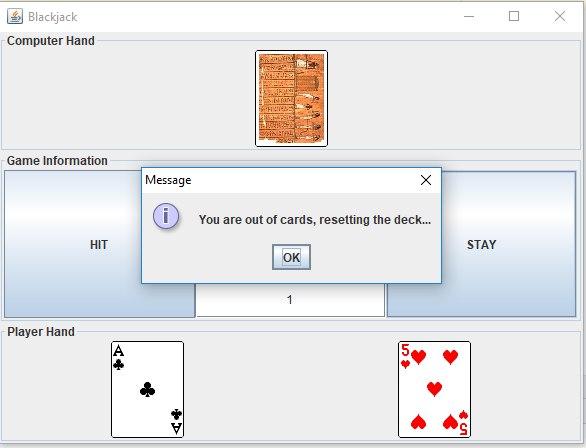 Blackjack
Computer Hand
Game Information
Message
You are out of cards, resetting the deck...
OK
HIT
STAY
1
Player Hand
A
A
5
5